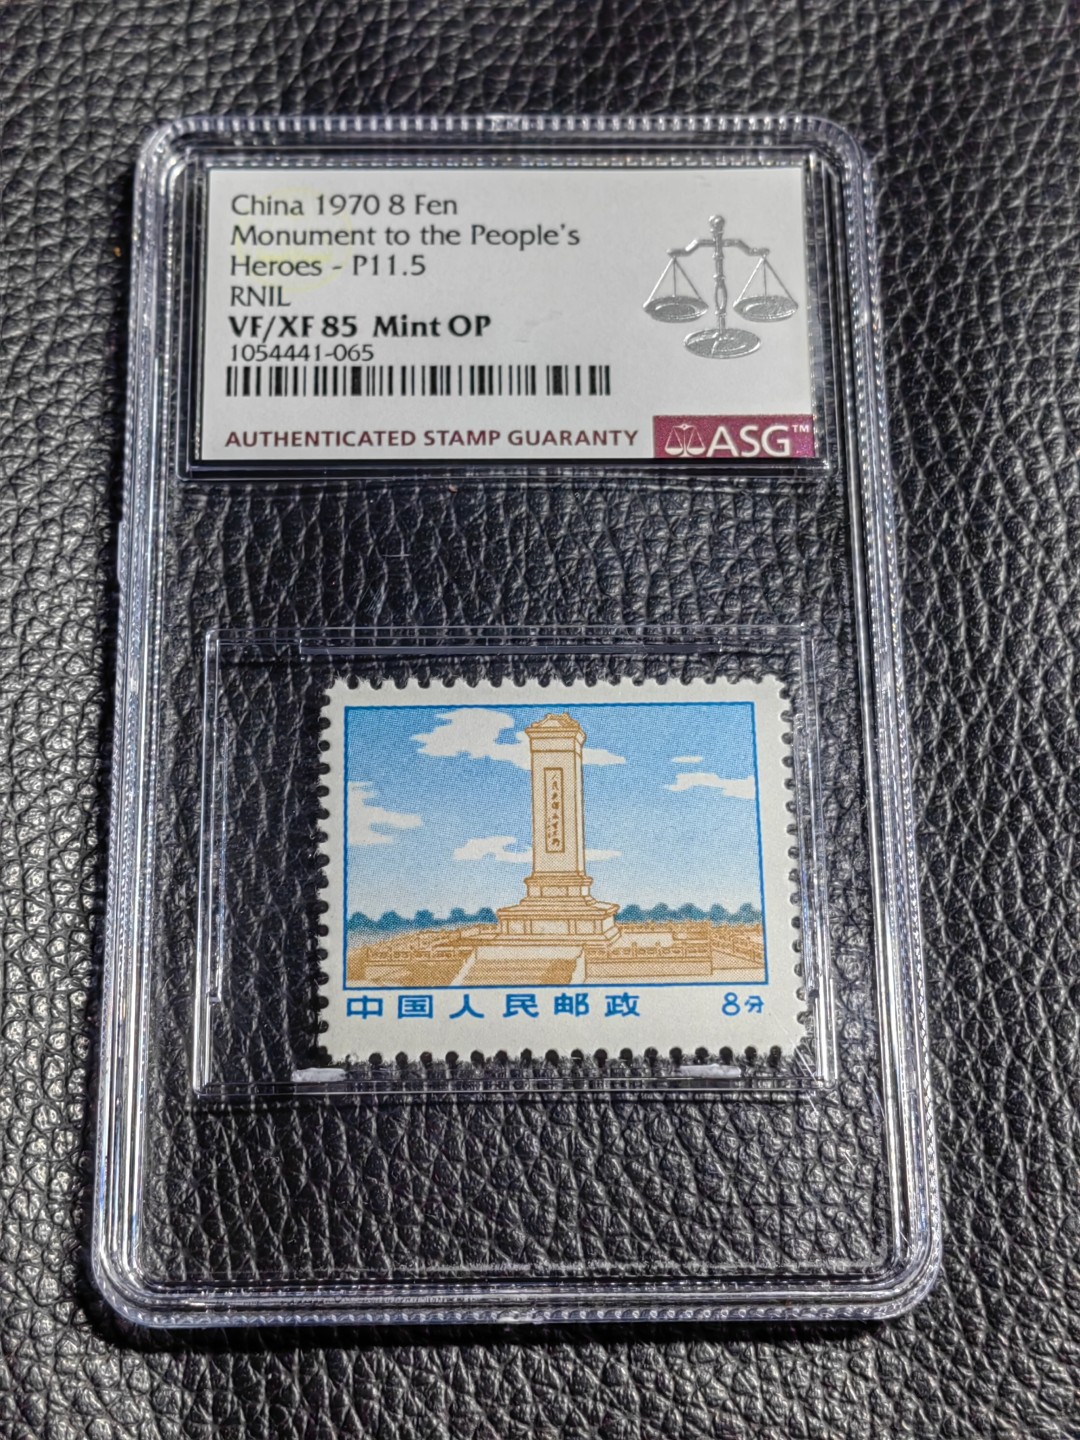 China 1970 8 Fen
Monument to the People's
Heroes - P11.5
RNIL
VF/XF 85 Mint OP
1054441-065
AUTHENTICATED STAMP GUARANTY
ASG™
中国人民邮政 8分